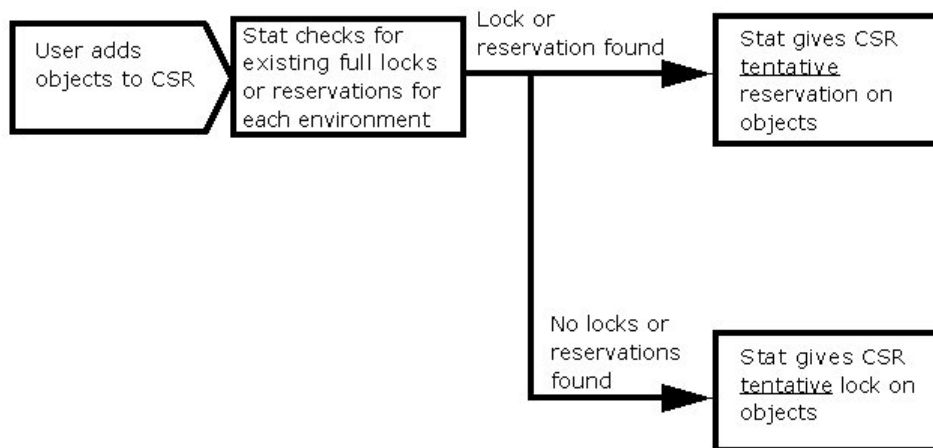 User adds
objects to CSR
Stat checks for
existing full locks
or reservations for
each environment
Lock or
reservation found
Stat gives CSR
tentative
reservation on
objects
No locks or
reservations
found
Stat gives CSR
tentative lock on
objects